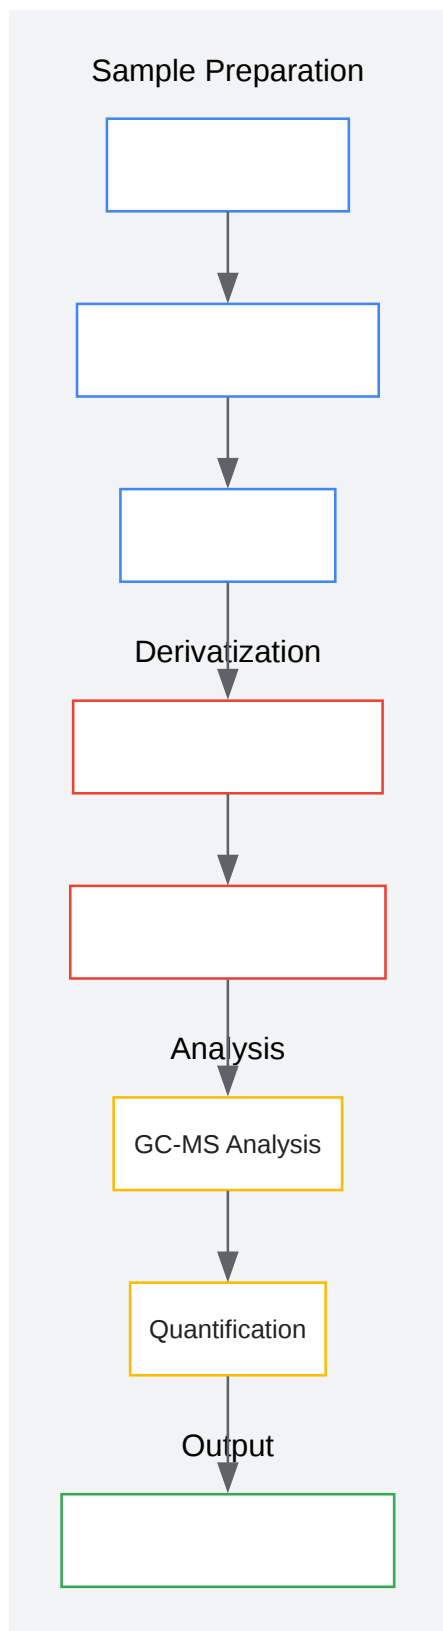 Sample Preparation
Derivatization
Analysis
GC-MS Analysis
Quantification
Output